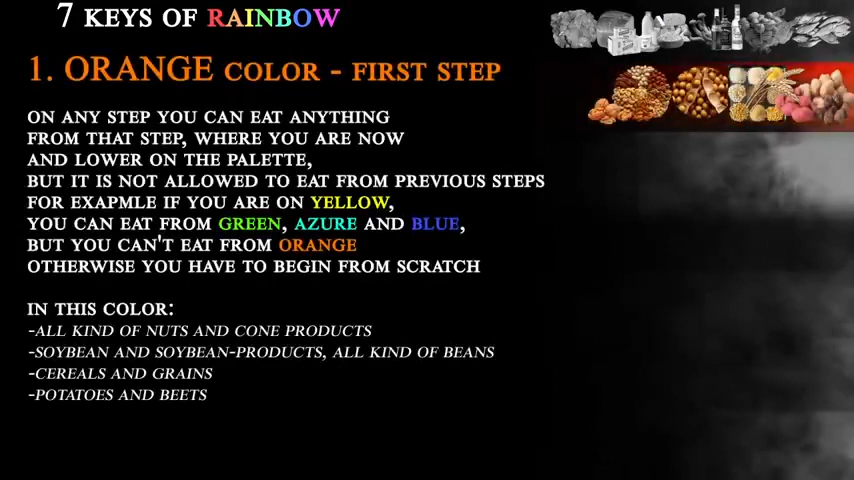 7 KEYS OF RAINBOW
1. ORANGE COLOR - FIRST STEP
ON ANY STEP YOU CAN EAT ANYTHING
FROM THAT STEP, WHERE YOU ARE NOW
AND LOWER ON THE PALETTE,
BUT IT IS NOT ALLOWED TO EAT FROM PREVIOUS STEPS
FOR EXAPMLE IF YOU ARE ON YELLOW,
YOU CAN EAT FROM GREEN, AZURE AND BLUE,
BUT YOU CAN'T EAT FROM ORANGE
OTHERWISE YOU HAVE TO BEGIN FROM SCRATCH
IN THIS COLOR:
-ALL KIND OF NUTS AND CONE PRODUCTS
-SOYBEAN AND SOYBEAN-PRODUCTS, ALL KIND OF BEANS
-CEREALS AND GRAINS
-POTATOES AND BEETS